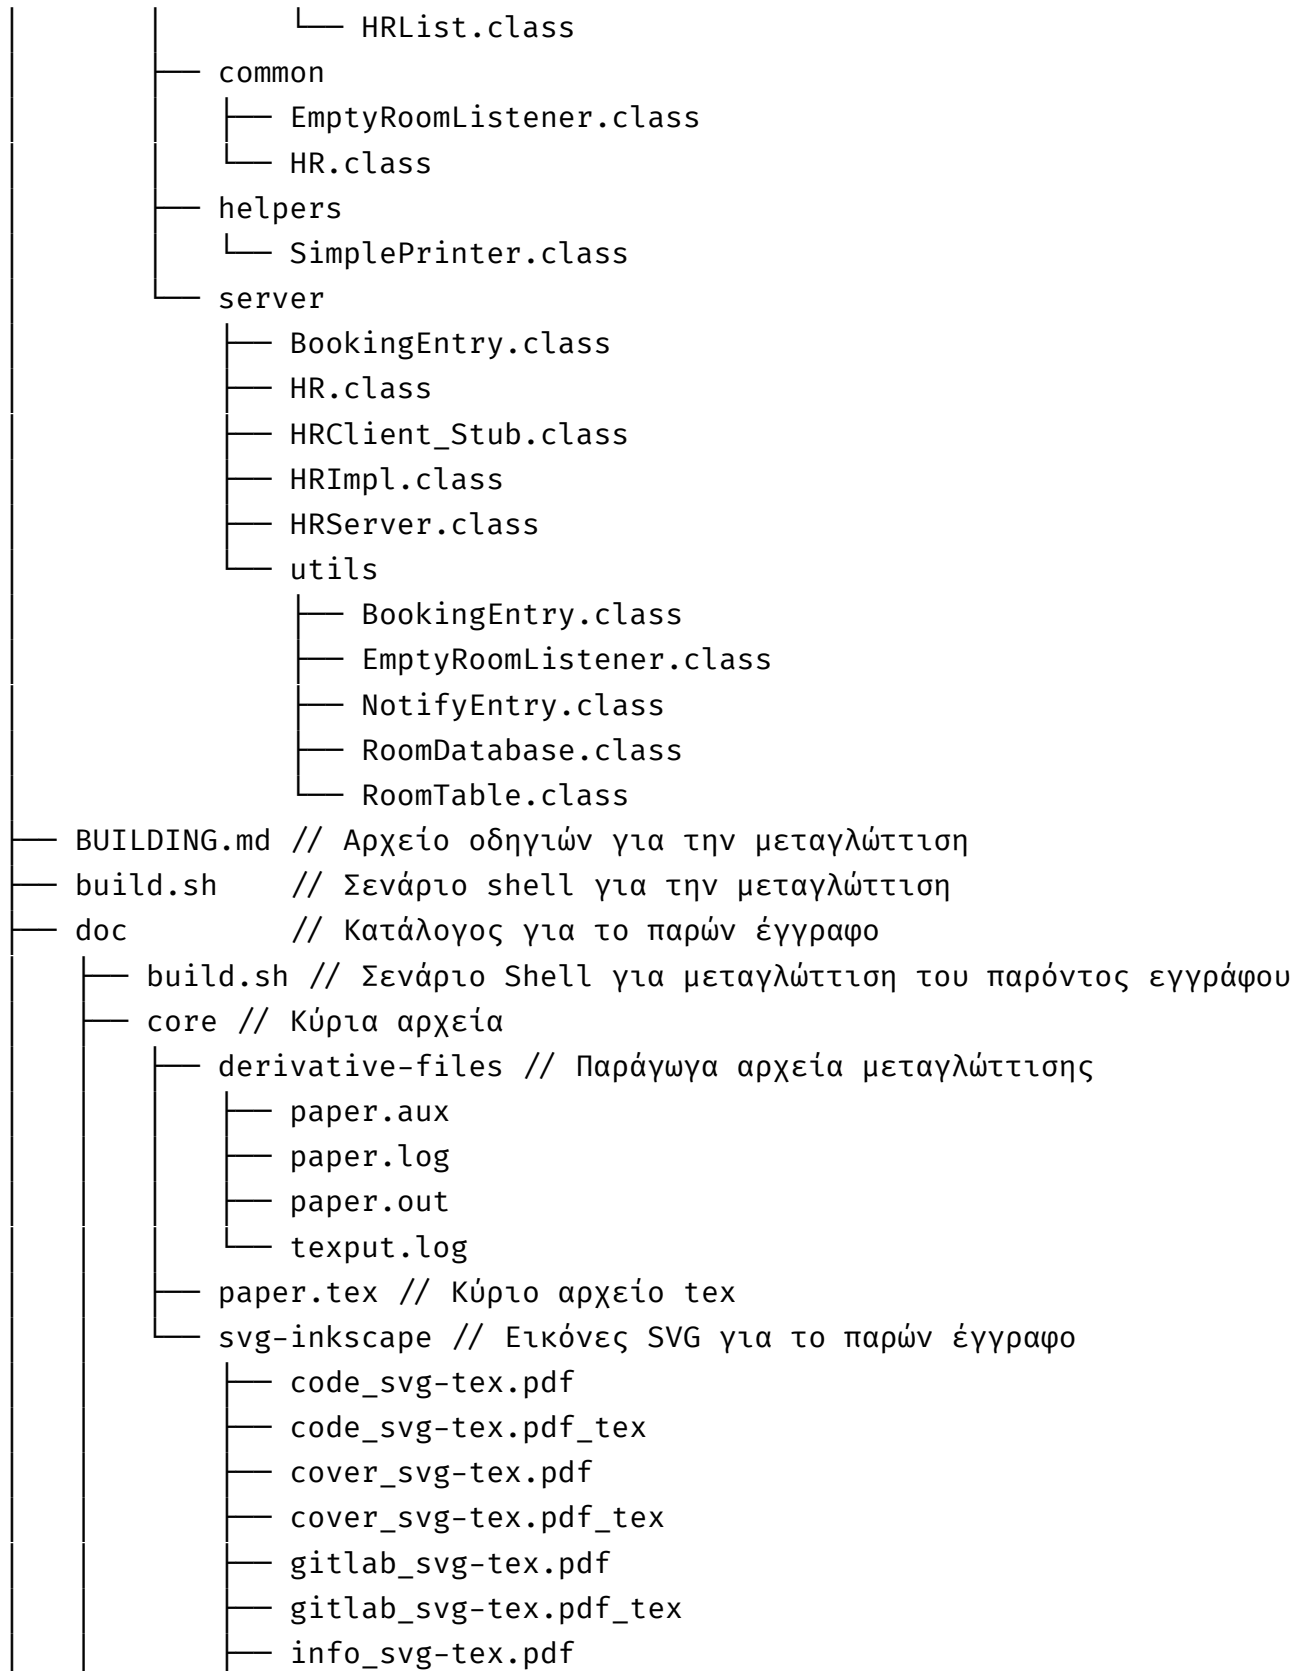 │       │       └── HRList.class
│       ├── common
│       │   ├── EmptyRoomListener.class
│       │   └── HR.class
│       ├── helpers
│       │   └── SimplePrinter.class
│       └── server
│           ├── BookingEntry.class
│           ├── HR.class
│           ├── HRClient_Stub.class
│           ├── HRImpl.class
│           ├── HRServer.class
│           └── utils
│               ├── BookingEntry.class
│               ├── EmptyRoomListener.class
│               ├── NotifyEntry.class
│               ├── RoomDatabase.class
│               └── RoomTable.class
├── BUILDING.md // Αρχείο οδηγιών για την μεταγλώττιση
├── build.sh    // Σενάριο shell για την μεταγλώττιση
├── doc         // Κατάλογος για το παρών έγγραφο
│   ├── build.sh // Σενάριο Shell για μεταγλώττιση του παρόντος εγγράφου
│   ├── core // Κύρια αρχεία
│   │   ├── derivative-files // Παράγωγα αρχεία μεταγλώττισης
│   │   │   ├── paper.aux
│   │   │   ├── paper.log
│   │   │   ├── paper.out
│   │   │   └── texput.log
│   │   ├── paper.tex // Κύριο αρχείο tex
│   │   └── svg-inkscape // Εικόνες SVG για το παρών έγγραφο
│   │       ├── code_svg-tex.pdf
│   │       ├── code_svg-tex.pdf_tex
│   │       ├── cover_svg-tex.pdf
│   │       ├── cover_svg-tex.pdf_tex
│   │       ├── gitlab_svg-tex.pdf
│   │       ├── gitlab_svg-tex.pdf_tex
│   │       ├── info_svg-tex.pdf